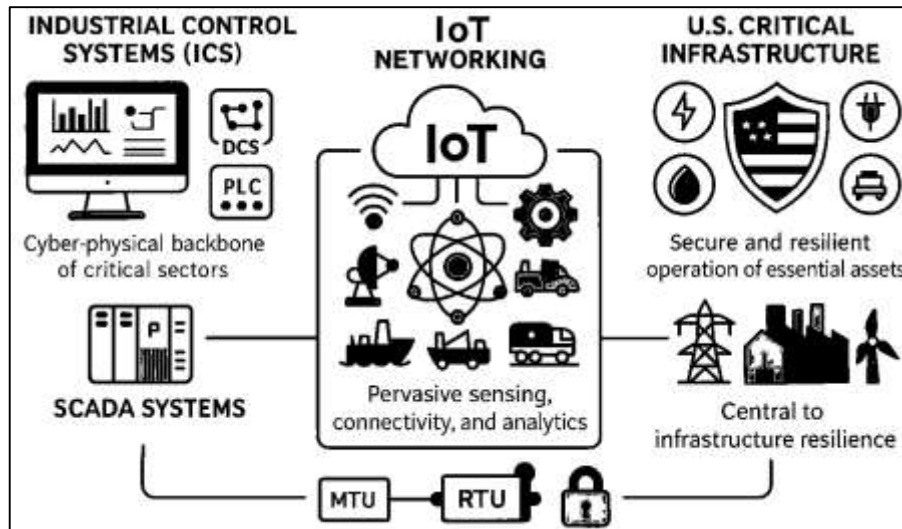 INDUSTRIAL CONTROL
SYSTEMS (ICS)
DCS
PLC
Cyber-physical backbone
of critical sectors
P
SCADA SYSTEMS
IoT
NETWORKING
IoT
Pervasive sensing,
connectivity, and analytics
U.S. CRITICAL
INFRASTRUCTURE
Secure and resilient
operation of essential assets
Central to
infrastructure resilience
MTU
RTU